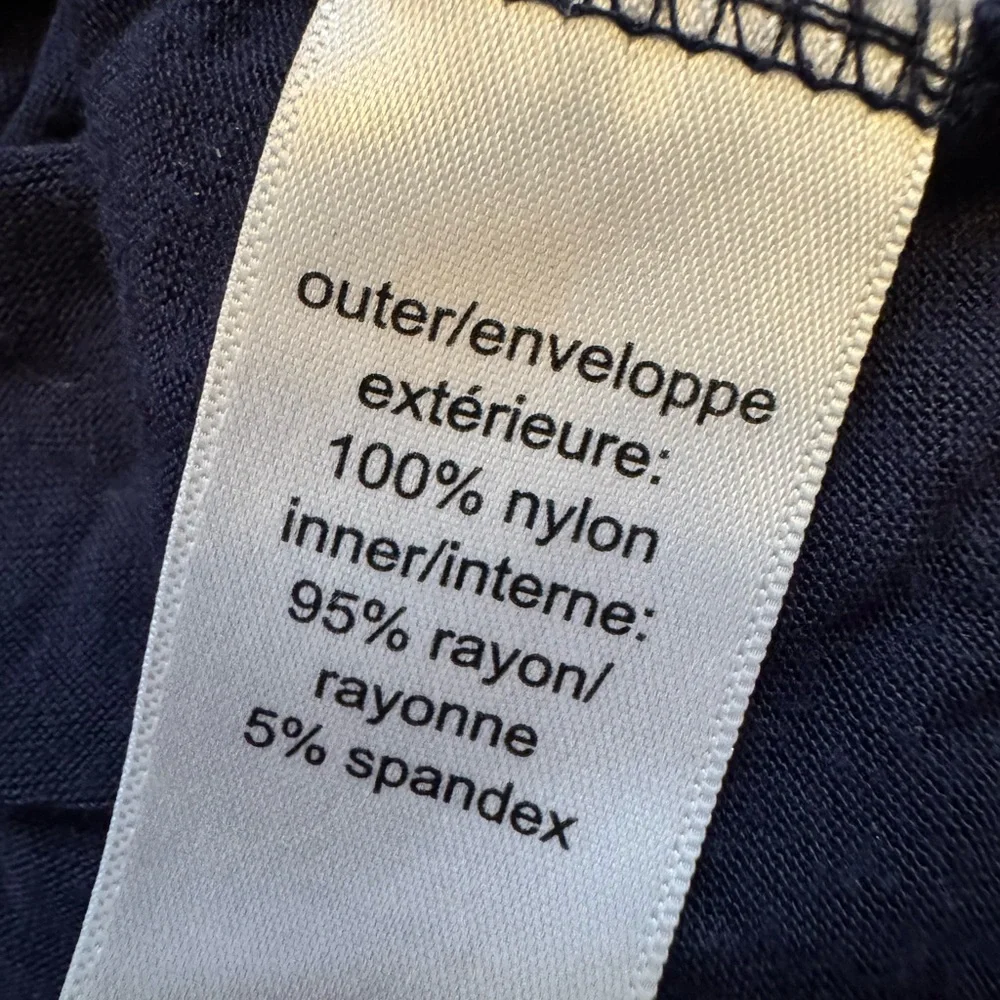 outer/enveloppe
extérieure:
100% nylon
inner/interne:
95% rayon/
rayonne
5% spandex